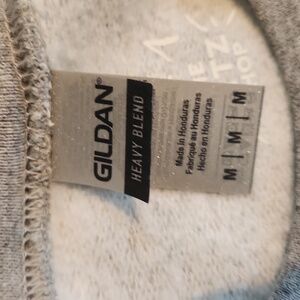 GILDAN®
HEAVY BLEND
Made in Honduras
Fabriqué au Honduras
Hecho en Honduras
M | M | M